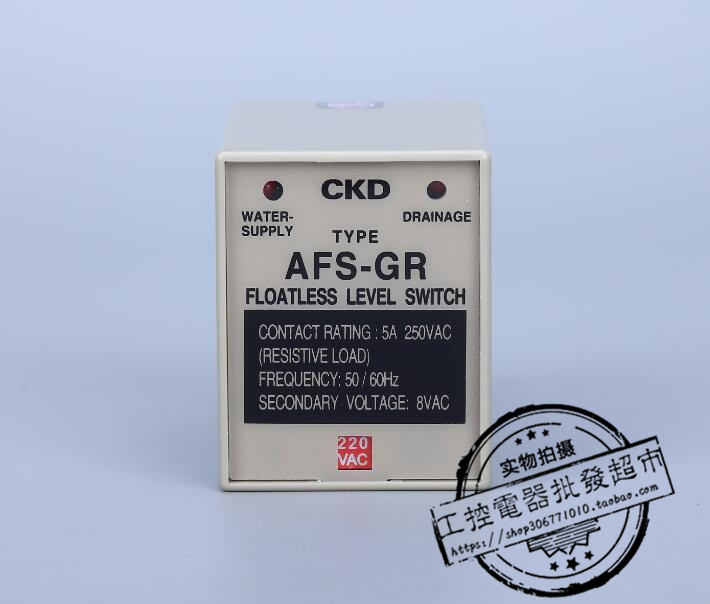 CKD
WATER-
SUPPLY
DRAINAGE
TYPE
AFS-GR
FLOATLESS LEVEL SWITCH
CONTACT RATING : 5A 250VAC
(RESISTIVE LOAD)
FREQUENCY: 50 / 60Hz
SECONDARY VOLTAGE: 8VAC
220
VAC
实物拍摄
工控電器批發超市
https://shop306771010.taobao.com